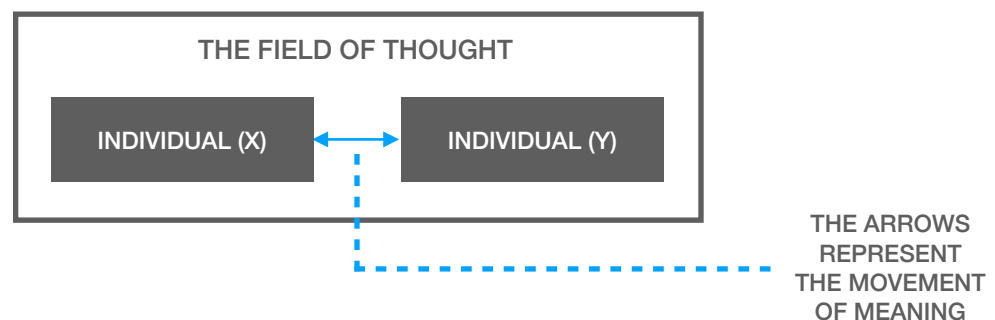 THE FIELD OF THOUGHT
INDIVIDUAL (X)
INDIVIDUAL (Y)
THE ARROWS
REPRESENT
THE MOVEMENT
OF MEANING